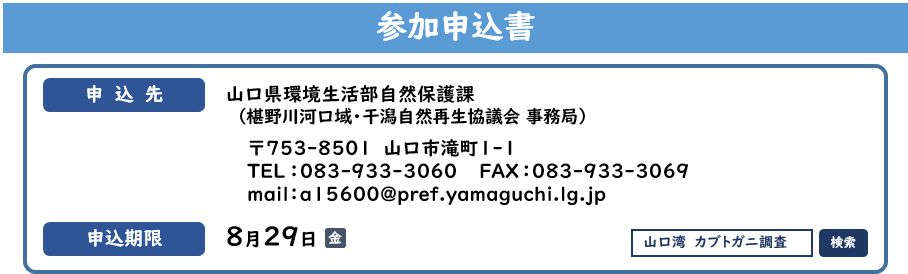 参加申込書
申込先
山口県環境生活部自然保護課
（椹野川河口域・干潟自然再生協議会 事務局）
〒753-8501 山口市滝町1-1
TEL：083-933-3060 FAX：083-933-3069
mail：a15600@pref.yamaguchi.lg.jp
申込期限
8月29日 金
山口湾 カブトガニ調査 検索